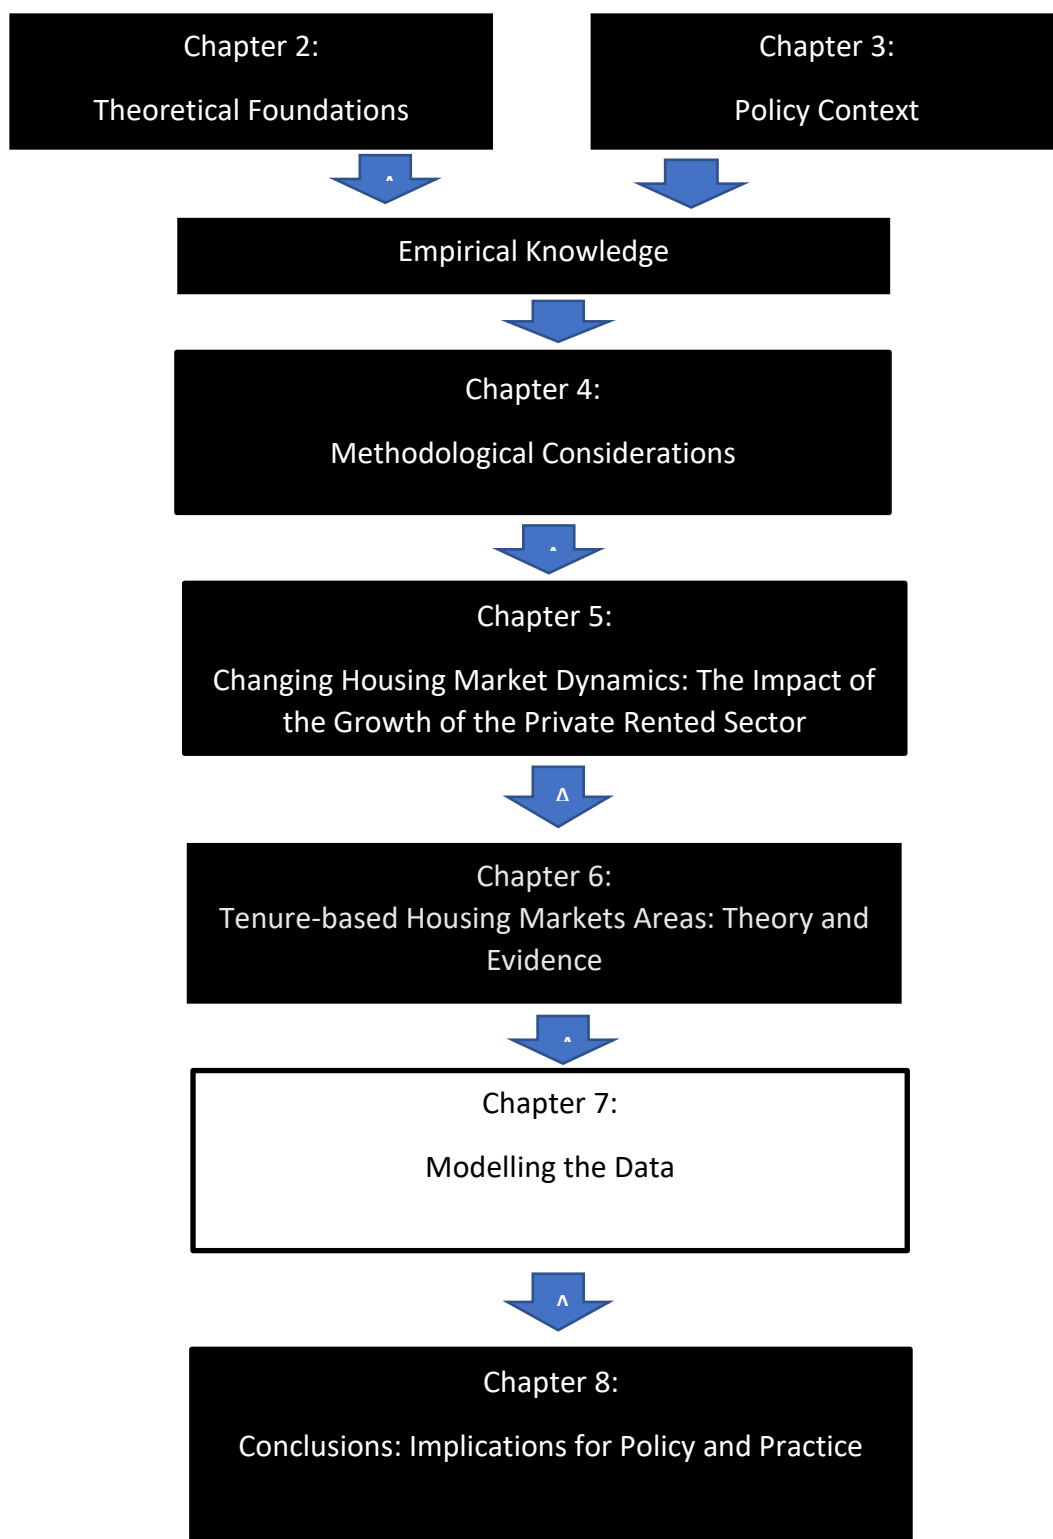 Chapter 2:
Theoretical Foundations
Chapter 3:
Policy Context
Empirical Knowledge
Chapter 4:
Methodological Considerations
Chapter 5:
Changing Housing Market Dynamics: The Impact of
the Growth of the Private Rented Sector
Chapter 6:
Tenure-based Housing Markets Areas: Theory and
Evidence
Chapter 7:
Modelling the Data
Chapter 8:
Conclusions: Implications for Policy and Practice